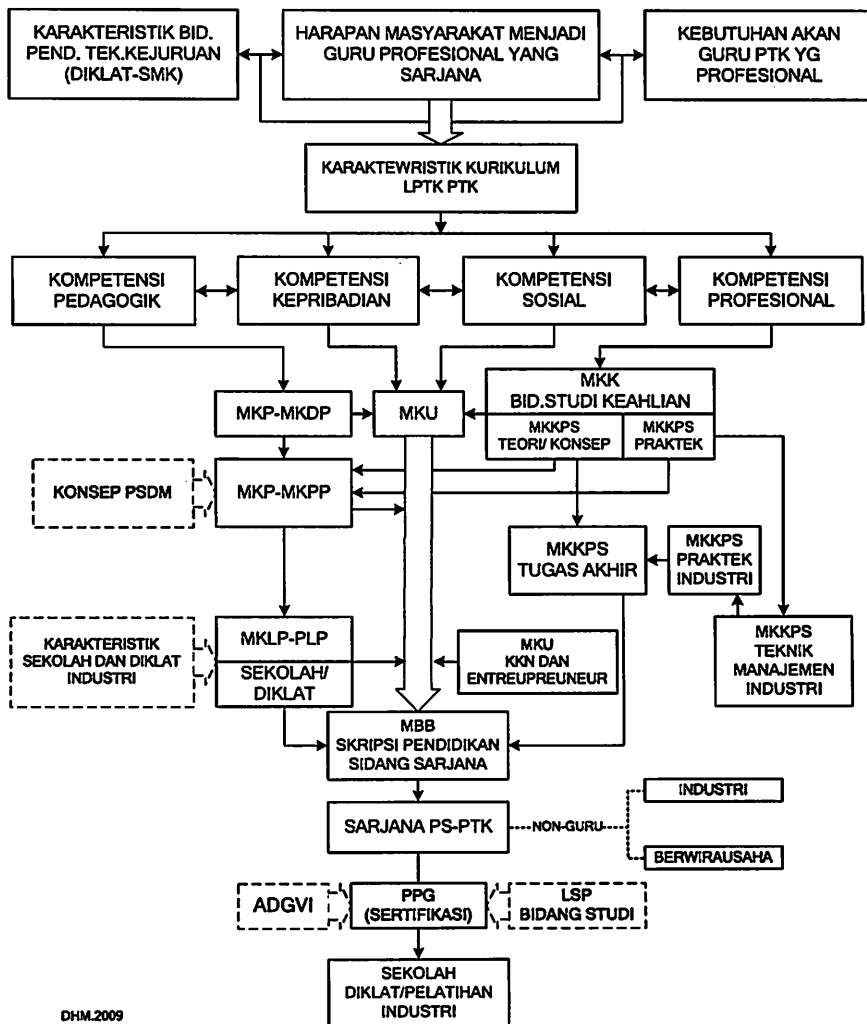 KARAKTERISTIK BID.
PEND. TEK.KEJURUAN
(DIKLAT-SMK)
HARAPAN MASYARAKAT MENJADI
GURU PROFESIONAL YANG
SARJANA
KEBUTUHAN AKAN
GURU PTK YG
PROFESIONAL
KARAKTEWRISTIK KURIKULUM
LPTK PTK
KOMPETENSI
PEDAGOGIK
KOMPETENSI
KEPRIBADIAN
KOMPETENSI
SOSIAL
KOMPETENSI
PROFESIONAL
MKP-MKDP
MKU
MKK
BID.STUDI KEAHLIAN
MKKPS
TEORI/ KONSEP
MKKPS
PRAKTEK
KONSEP PSDM
MKP-MKPP
MKKPS
TUGAS AKHIR
MKKPS
PRAKTEK
INDUSTRI
MKKPS
TEKNIK
MANAJEMEN
INDUSTRI
KARAKTERISTIK
SEKOLAH DAN DIKLAT
INDUSTRI
MKLP-PLP
SEKOLAH/
DIKLAT
MKU
KKN DAN
ENTREUPREUNEUR
MBB
SKRIPSI PENDIDIKAN
SIDANG SARJANA
SARJANA PS-PTK
NON-GURU
INDUSTRI
BERWIRAUSAHA
ADGVI
PPG
(SERTIFIKASI)
LSP
BIDANG STUDI
SEKOLAH
DIKLAT/PELATIHAN
INDUSTRI
DHM.2009